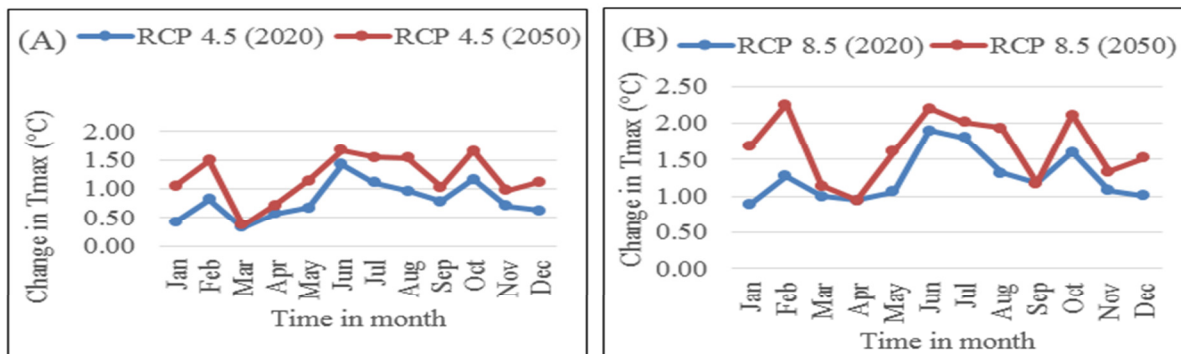 (A)
RCP 4.5 (2020) RCP 4.5 (2050)
Change in Tmax (°C)
2.00
1.50
1.00
0.50
0.00
Jan Feb Mar Apr May Jun Jul Aug Sep Oct Nov Dec
Time in month
(B)
RCP 8.5 (2020) RCP 8.5 (2050)
Change in Tmax (°C)
2.50
2.00
1.50
1.00
0.50
0.00
Jan Feb Mar Apr May Jun Jul Aug Sep Oct Nov Dec
Time in month